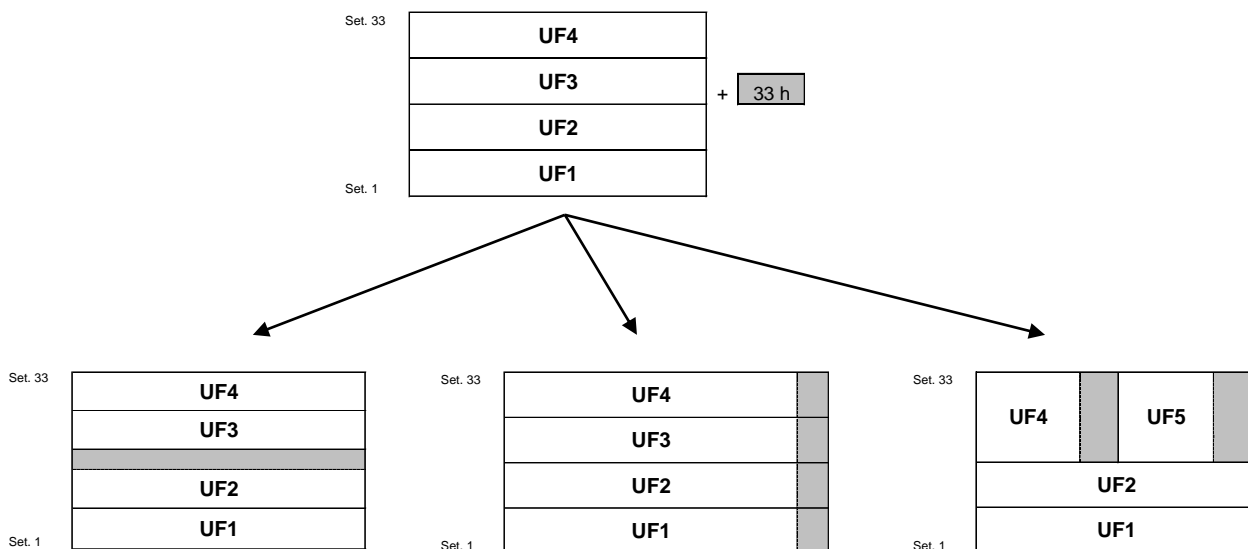 Set. 33
UF4
UF3
+ 33 h
UF2
UF1
Set. 1
Set. 33
UF4
UF3
UF2
UF1
Set. 1
Set. 33
UF4
UF3
UF2
UF1
Set. 1
Set. 33
UF4 UF5
UF2
UF1
Set. 1